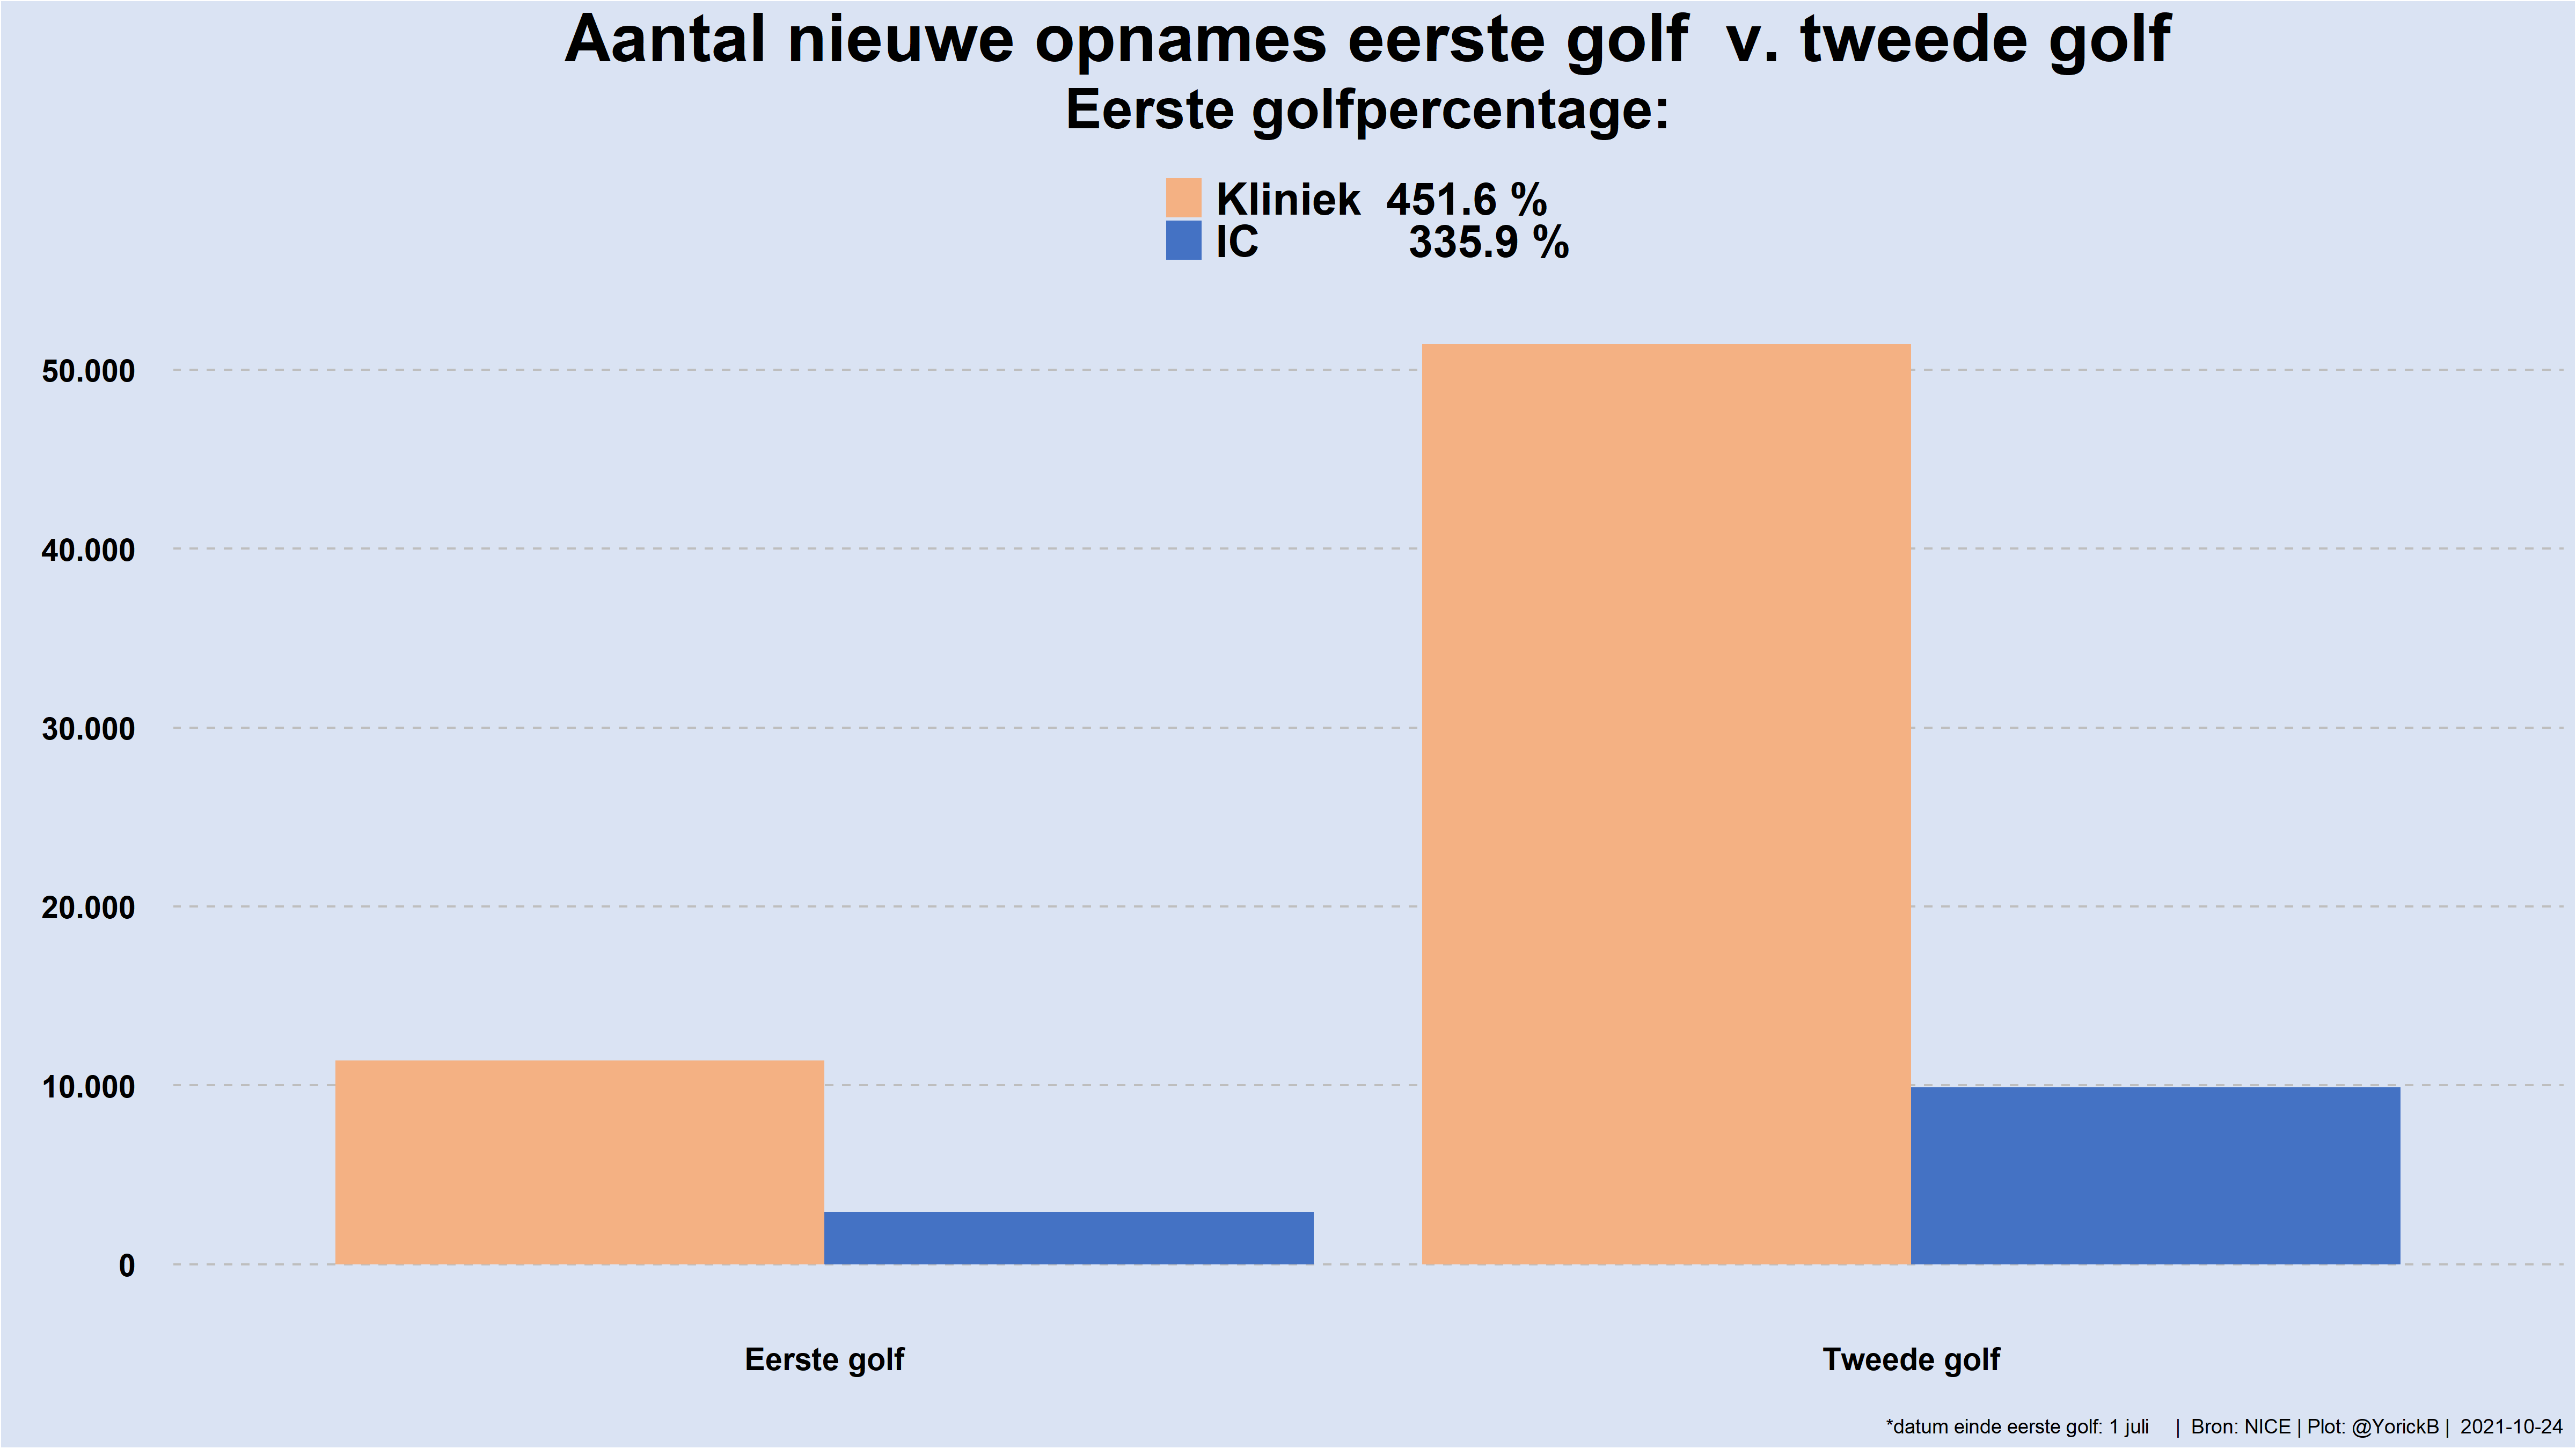 Aantal nieuwe opnames eerste golf  v. tweede golf
Eerste golfpercentage:
Kliniek  451.6 %
IC  335.9 %
50.000
40.000
30.000
20.000
10.000
0
Eerste golf
Tweede golf
*datum einde eerste golf: 1 juli  |  Bron: NICE | Plot: @YorickB |  2021-10-24